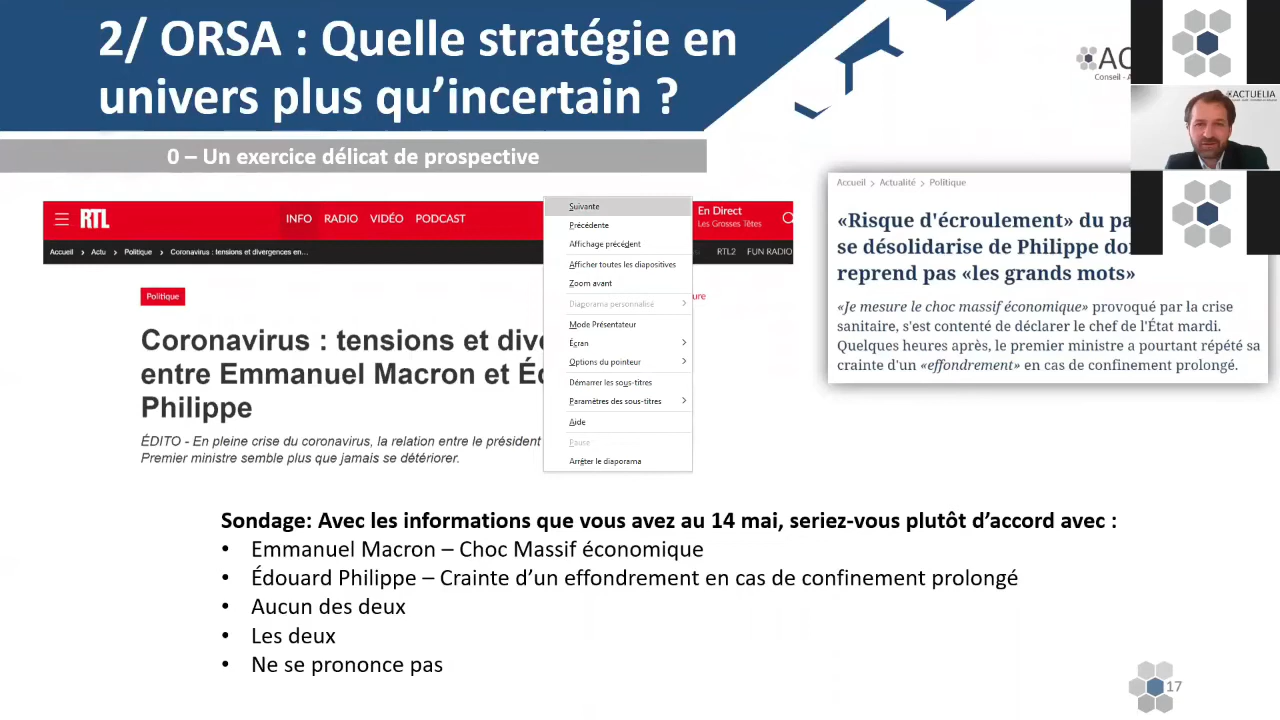 2/ ORSA : Quelle stratégie en
univers plus qu'incertain ?
0 – Un exercice délicat de prospective
Conseil - A
ACTUELIA
RTL
INFO RADIO VIDÉO PODCAST
En Direct
Les Grosses Têtes
Accueil > Actu > Politique > Coronavirus : tensions et divergences en...
RTL2 FUN RADIO
Politique
Coronavirus : tensions et
entre Emmanuel Macron et
Philippe
ÉDITO - En pleine crise du coronavirus, la relation entre le président
Premier ministre semble plus que jamais se détériorer.
Suivante
Précédente
Affichage précédent
Afficher toutes les diapositives
Zoom avant
Diaporama personnalisé >
Mode Présentateur
Écran >
Options du pointeur >
Démarrer les sous-titres
Paramètres des sous-titres >
Aide
Pause
Arrêter le diaporama
Accueil > Actualité > Politique
«Risque d'écroulement» du
se désolidarise de Philippe
reprend pas «les grands mots»
«Je mesure le choc massif économique» provoqué par la crise
sanitaire, s'est contenté de déclarer le chef de l'État mardi.
Quelques heures après, le premier ministre a pourtant répété sa
crainte d'un «effondrement» en cas de confinement prolongé.
Sondage: Avec les informations que vous avez au 14 mai, seriez-vous plutôt d'accord avec :
• Emmanuel Macron – Choc Massif économique
• Édouard Philippe – Crainte d'un effondrement en cas de confinement prolongé
• Aucun des deux
• Les deux
• Ne se prononce pas
17